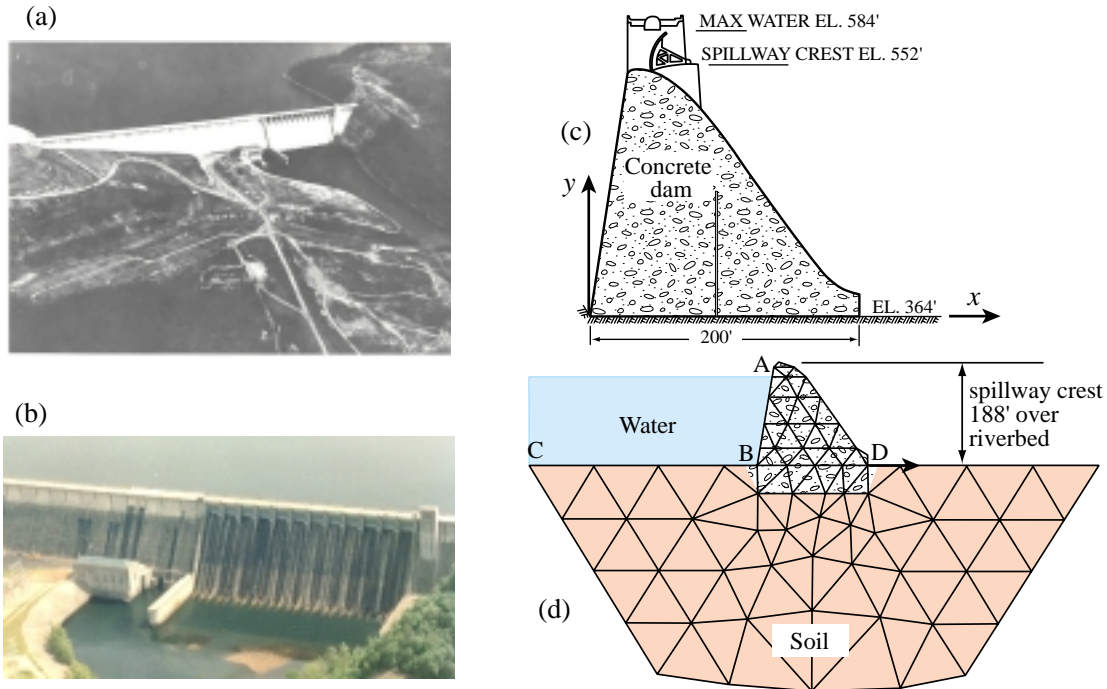 (a)
(b)
MAX WATER EL. 584'
SPILLWAY CREST EL. 552'
(c)
Concrete
dam
y
EL. 364'
x
200'
A
spillway crest
188' over
riverbed
Water
C
B
D
(d)
Soil